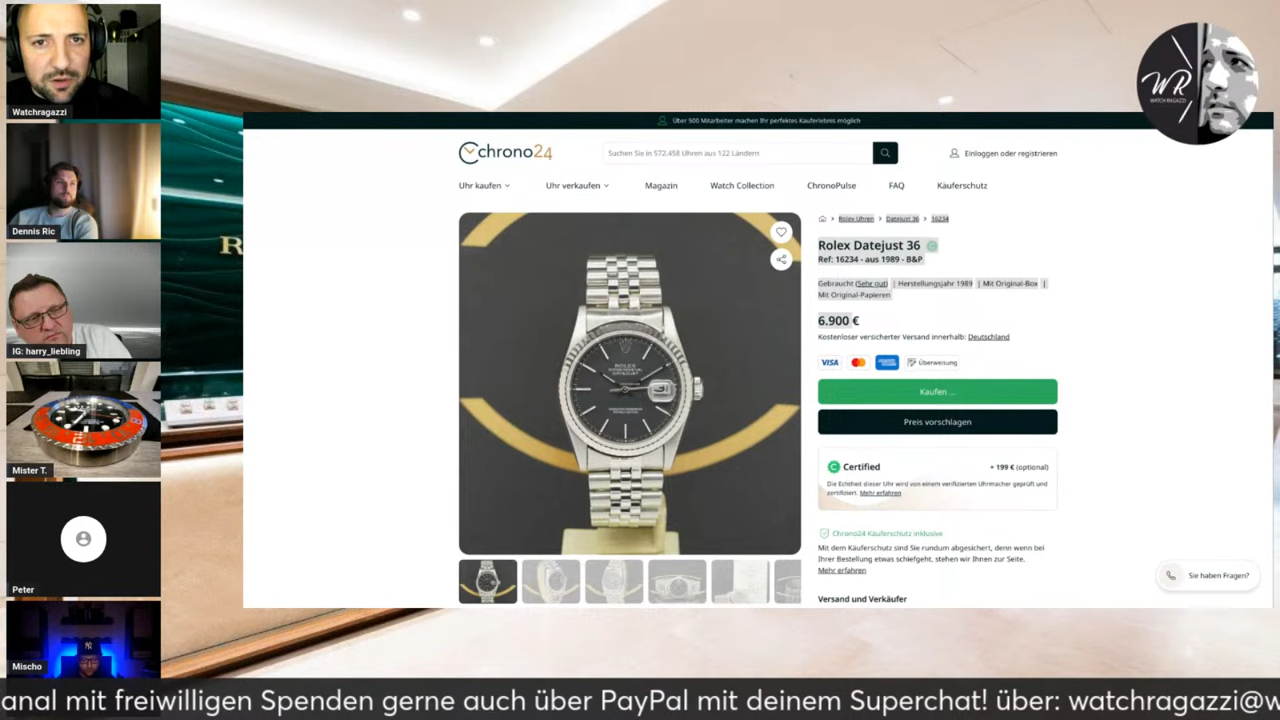 Watchragazzi
Dennis Ric
IG: harry_liebling
Mister T.
Peter
Mischo
WR
WATCH RAGAZZI
Über 500 Mitarbeiter machen Ihr perfektes Kauferlebnis möglich
Chrono24
Suchen Sie in 572.458 Uhren aus 122 Ländern
Einloggen oder registrieren
Uhr kaufen
Uhr verkaufen
Magazin
Watch Collection
ChronoPulse
FAQ
Käuferschutz
Rolex Uhren > Datejust 36 > 16234
Rolex Datejust 36
Ref: 16234 - aus 1989 - B&P
Gebraucht (Sehr gut) | Herstellungsjahr 1989 | Mit Original-Box |
Mit Original-Papieren
6.900 €
Kostenloser versicherter Versand innerhalb: Deutschland
VISA
Überweisung
Kaufen ...
Preis vorschlagen
Certified
+ 199 € (optional)
Die Echtheit dieser Uhr wird von einem verifizierten Uhrmacher geprüft und
zertifiziert. Mehr erfahren
Chrono24 Käuferschutz inklusive
Mit dem Käuferschutz sind Sie rundum abgesichert, denn wenn bei
Ihrer Bestellung etwas schiefgeht, stehen wir Ihnen zur Seite.
Mehr erfahren
Versand und Verkäufer
Sie haben Fragen?
ROLEX
anal mit freiwilligen Spenden gerne auch über PayPal mit deinem Superchat! über: watchragazzi@w